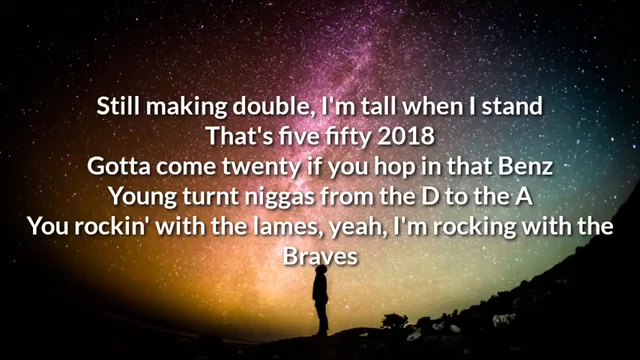 Still making double, I'm tall when I stand
That's five fifty 2018
Gotta come twenty if you hop in that Benz
Young turnt niggas from the D to the A
You rockin' with the lames, yeah, I'm rocking with the
Braves